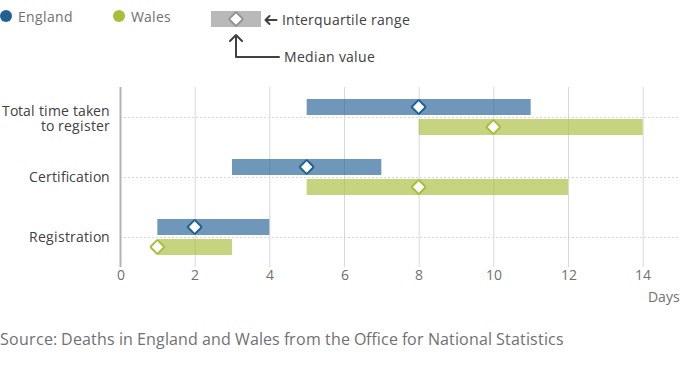 England
Wales
Interquartile range
Median value
Total time taken
to register
Certification
Registration
0 2 4 6 8 10 12 14
Days
Source: Deaths in England and Wales from the Office for National Statistics